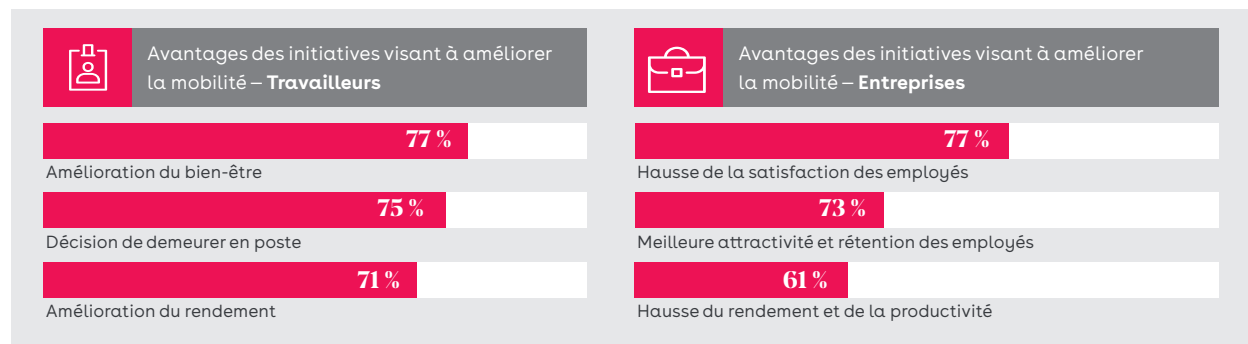 Avantages des initiatives visant à améliorer
la mobilité – Travailleurs
77 %
Amélioration du bien-être
75 %
Décision de demeurer en poste
71 %
Amélioration du rendement
Avantages des initiatives visant à améliorer
la mobilité – Entreprises
77 %
Hausse de la satisfaction des employés
73 %
Meilleure attractivité et rétention des employés
61 %
Hausse du rendement et de la productivité